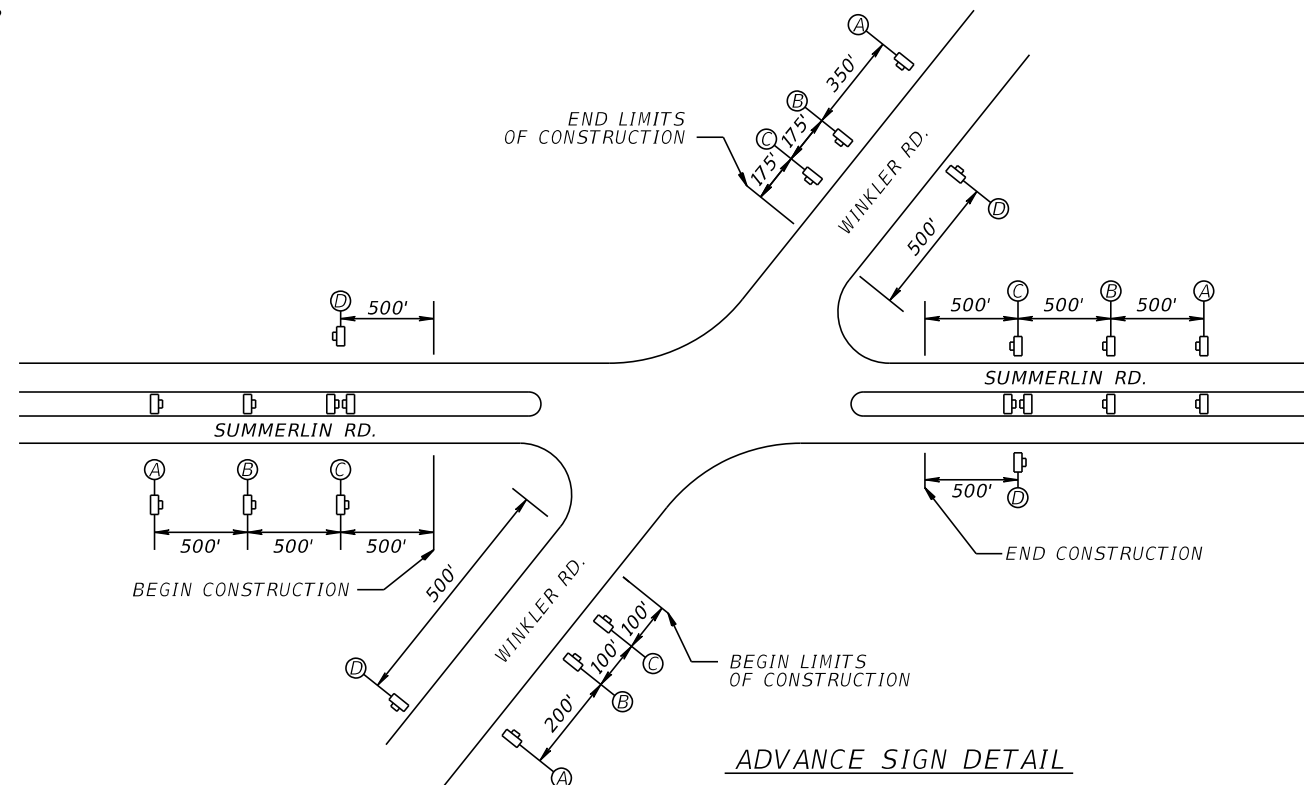 A
350'
B
END LIMITS
OF CONSTRUCTION
175'
C
175'
WINKLER RD.
D
500'
D
500'
C
B
A
500'
500'
500'
SUMMERLIN RD.
SUMMERLIN RD.
A
B
C
500'
D
500'
500'
500'
END CONSTRUCTION
BEGIN CONSTRUCTION
500'
WINKLER RD.
100'
100'
C
BEGIN LIMITS
OF CONSTRUCTION
D
B
200'
A
ADVANCE SIGN DETAIL